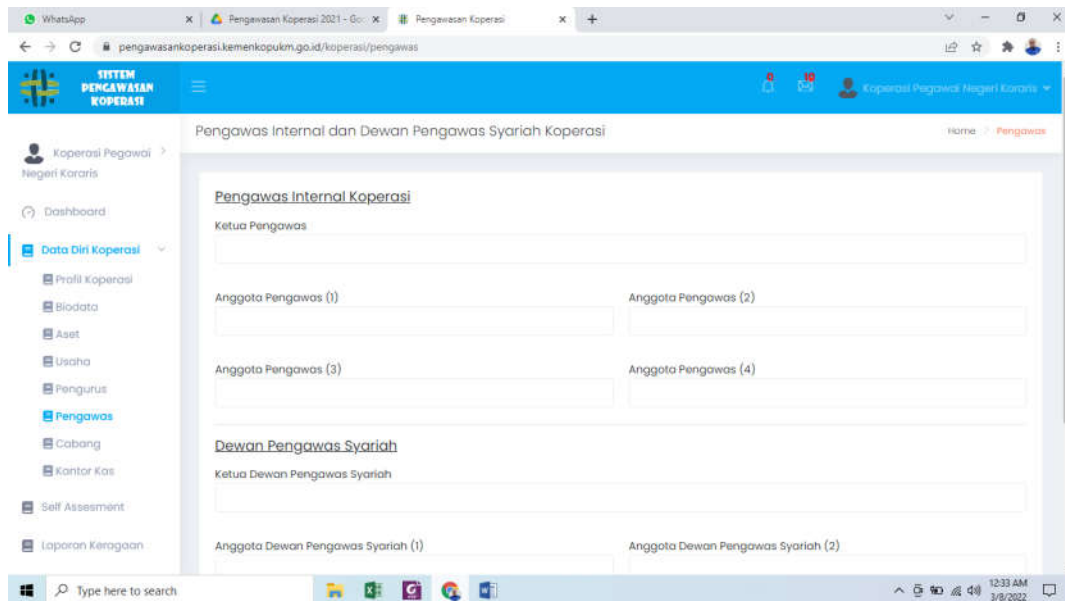 WhatsApp
Pengawasan Koperasi 2021 - Go
Pengawasan Koperasi
pengawasankoperasi.kemenkopukm.go.id/koperasi/pengawas
SISTEM
PENGAWASAN
KOPERASI
10
Koperasi Pegawai Negeri Kararis
Pengawas Internal dan Dewan Pengawas Syariah Koperasi
Home / Pengawas
Koperasi Pegawai
Negeri Kararis
Dashboard
Data Diri Koperasi
Profil Koperasi
Biodata
Aset
Usaha
Pengurus
Pengawas
Cabang
Kantor Kas
Self Assesment
Laporan Keragaan
Pengawas Internal Koperasi
Ketua Pengawas
Anggota Pengawas (1)
Anggota Pengawas (2)
Anggota Pengawas (3)
Anggota Pengawas (4)
Dewan Pengawas Syariah
Ketua Dewan Pengawas Syariah
Anggota Dewan Pengawas Syariah (1)
Anggota Dewan Pengawas Syariah (2)
Type here to search
12:33 AM
3/8/2022